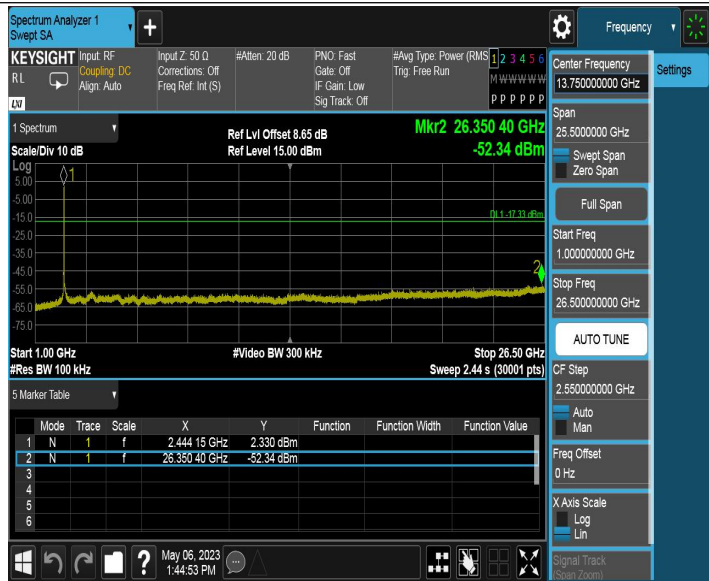 Spectrum Analyzer 1
Swept SA
+
Frequency
KEYSIGHT
RL
LXI
Input: RF
Coupling: DC
Align: Auto
Input Z: 50 Ω
Corrections: Off
Freq Ref: Int (S)
#Atten: 20 dB
PNO: Fast
Gate: Off
IF Gain: Low
Sig Track: Off
#Avg Type: Power (RMS
Trig: Free Run
1 2 3 4 5 6
M W W W W W
P P P P P P
1 Spectrum
Scale/Div 10 dB
Ref Lvl Offset 8.65 dB
Ref Level 15.00 dBm
Mkr2 26.350 40 GHz
-52.34 dBm
Log
5.00
-5.00
-15.0
-25.0
-35.0
-45.0
-55.0
-65.0
-75.0
1
DL1 -17.33 dBm
2
Start 1.00 GHz
#Video BW 300 kHz
Stop 26.50 GHz
#Res BW 100 kHz
Sweep 2.44 s (30001 pts)
5 Marker Table
Mode Trace Scale X Y Function Function Width Function Value
1 N 1 f 2.444 15 GHz 2.330 dBm
2 N 1 f 26.350 40 GHz -52.34 dBm
3
4
5
6
?
May 06, 2023
1:44:53 PM
Center Frequency
13.75000000 GHz
Settings
Span
25.5000000 GHz
Swept Span
Zero Span
Full Span
Start Freq
1.000000000 GHz
Stop Freq
26.500000000 GHz
AUTO TUNE
CF Step
2.550000000 GHz
Auto
Man
Freq Offset
0 Hz
X Axis Scale
Log
Lin
Signal Track
(Span Zoom)